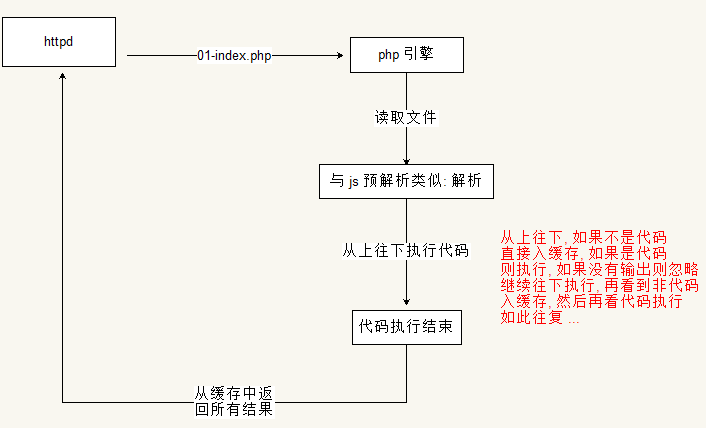 httpd
01-index.php
php 引擎
读取文件
与 js 预解析类似: 解析
从上往下执行代码
从上往下, 如果不是代码
直接入缓存, 如果是代码
则执行, 如果没有输出则忽略
继续往下执行, 再看到非代码
入缓存, 然后再看代码执行
如此往复 ...
代码执行结束
从缓存中返
回所有结果